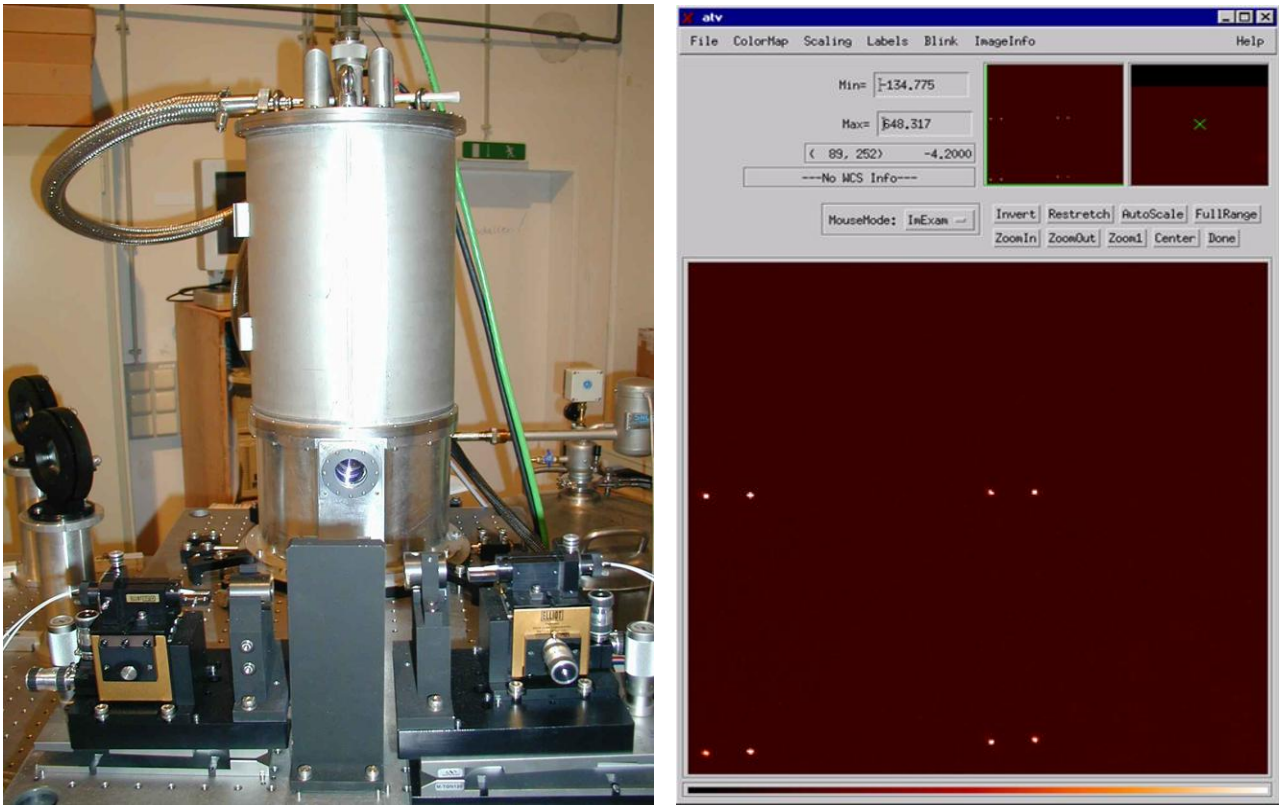 atv
File ColorMap Scaling Labels Blink ImageInfo Help
Min= -134.775
Max= 648.317
( 89, 252) -4.2000
---No WCS Info---
MouseMode: ImExam
Invert Restretch AutoScale FullRange
ZoomIn ZoomOut Zoom1 Center Done